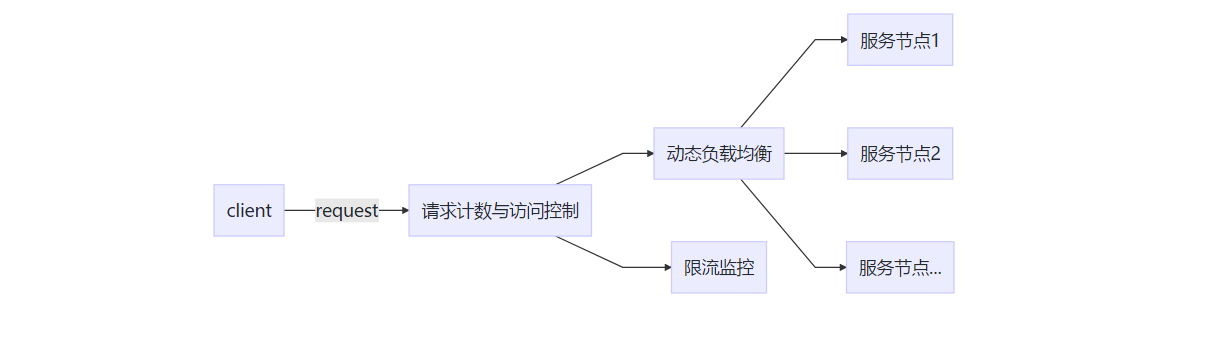 client
request
请求计数与访问控制
动态负载均衡
限流监控
服务节点1
服务节点2
服务节点...